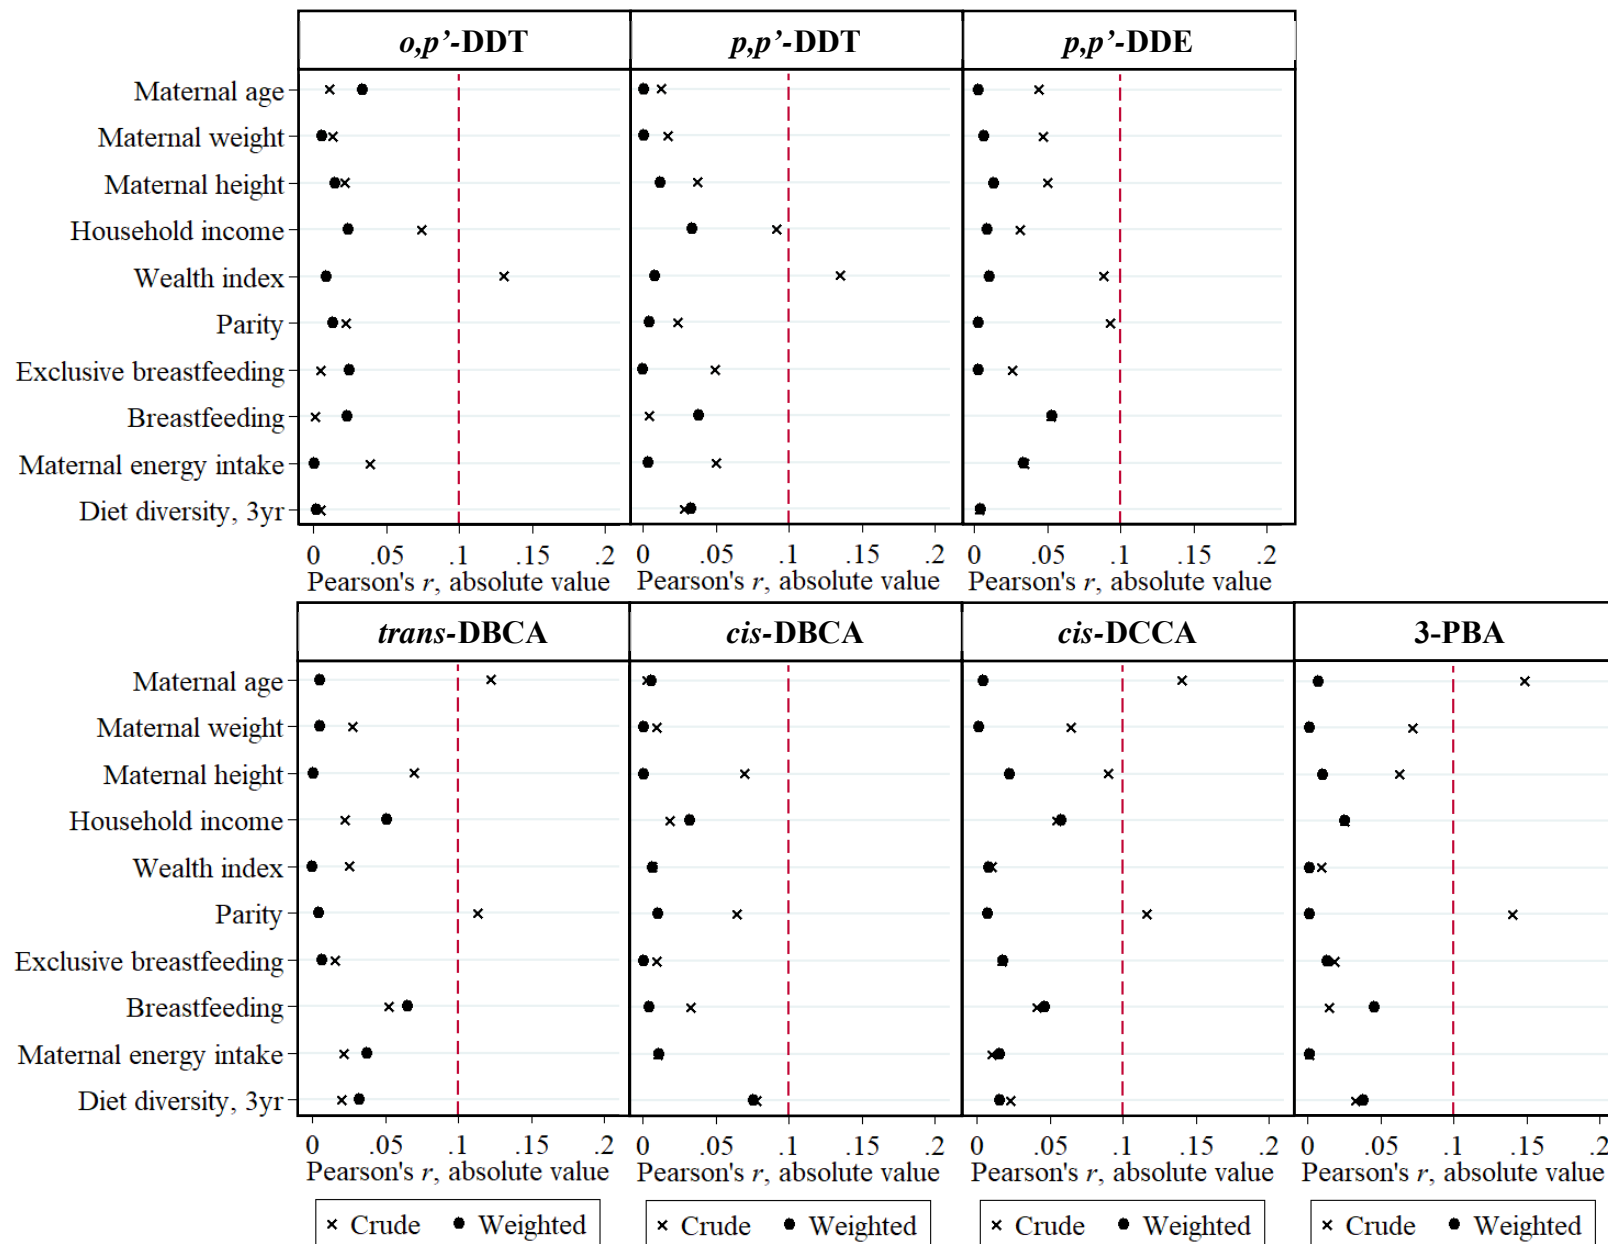 o,p’-DDT p,p’-DDT p,p’-DDE
Maternal age
Maternal weight
Maternal height
Household income
Wealth index
Parity
Exclusive breastfeeding
Breastfeeding
Maternal energy intake
Diet diversity, 3yr
0 .05 .1 .15 .2 0 .05 .1 .15 .2 0 .05 .1 .15 .2
Pearson's r, absolute value Pearson's r, absolute value Pearson's r, absolute value
trans-DBCA cis-DBCA cis-DCCA 3-PBA
Maternal age
Maternal weight
Maternal height
Household income
Wealth index
Parity
Exclusive breastfeeding
Breastfeeding
Maternal energy intake
Diet diversity, 3yr
0 .05 .1 .15 .2 0 .05 .1 .15 .2 0 .05 .1 .15 .2 0 .05 .1 .15 .2
Pearson's r, absolute value Pearson's r, absolute value Pearson's r, absolute value Pearson's r, absolute value
Crude Weighted Crude Weighted Crude Weighted Crude Weighted